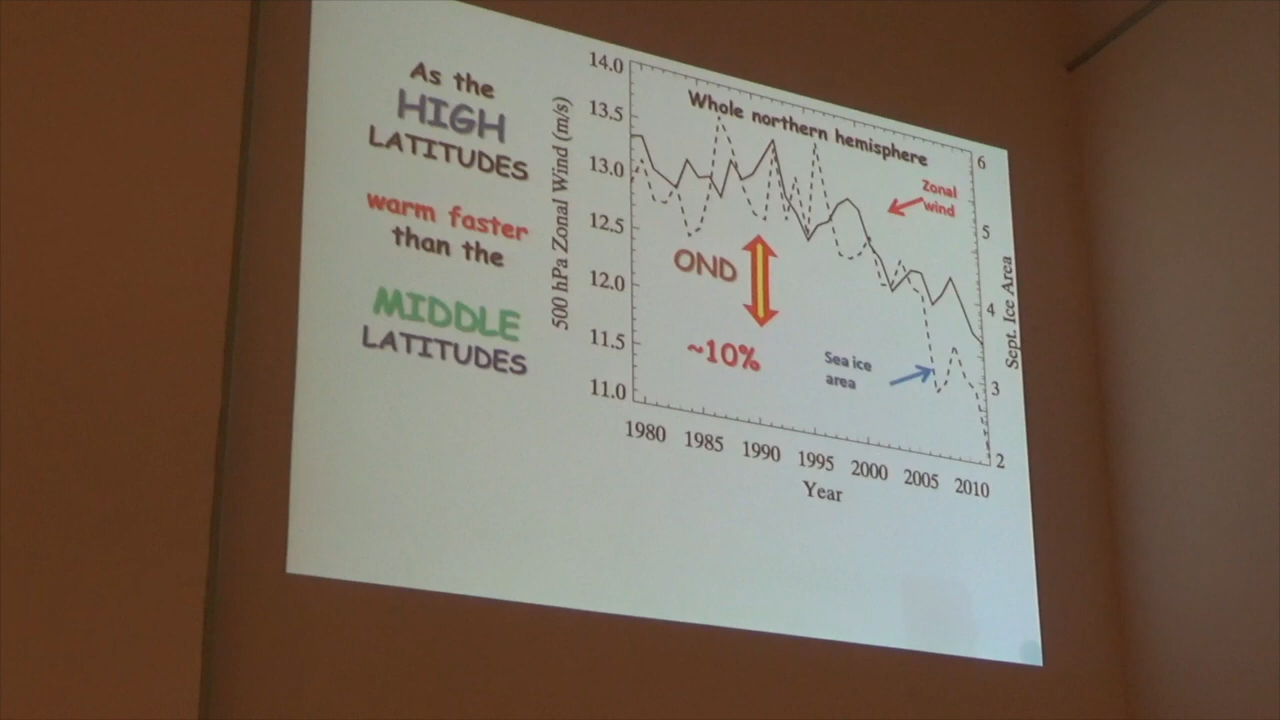 As the
HIGH
LATITUDES
warm faster
than the
MIDDLE
LATITUDES
Whole northern hemisphere
500 hPa Zonal Wind (m/s)
14.0
13.5
13.0
12.5
12.0
11.5
11.0
Zonal
wind
OND
~10%
Sea ice
area
6
5
4
3
2
Sept. Ice Area
1980 1985 1990 1995 2000 2005 2010
Year